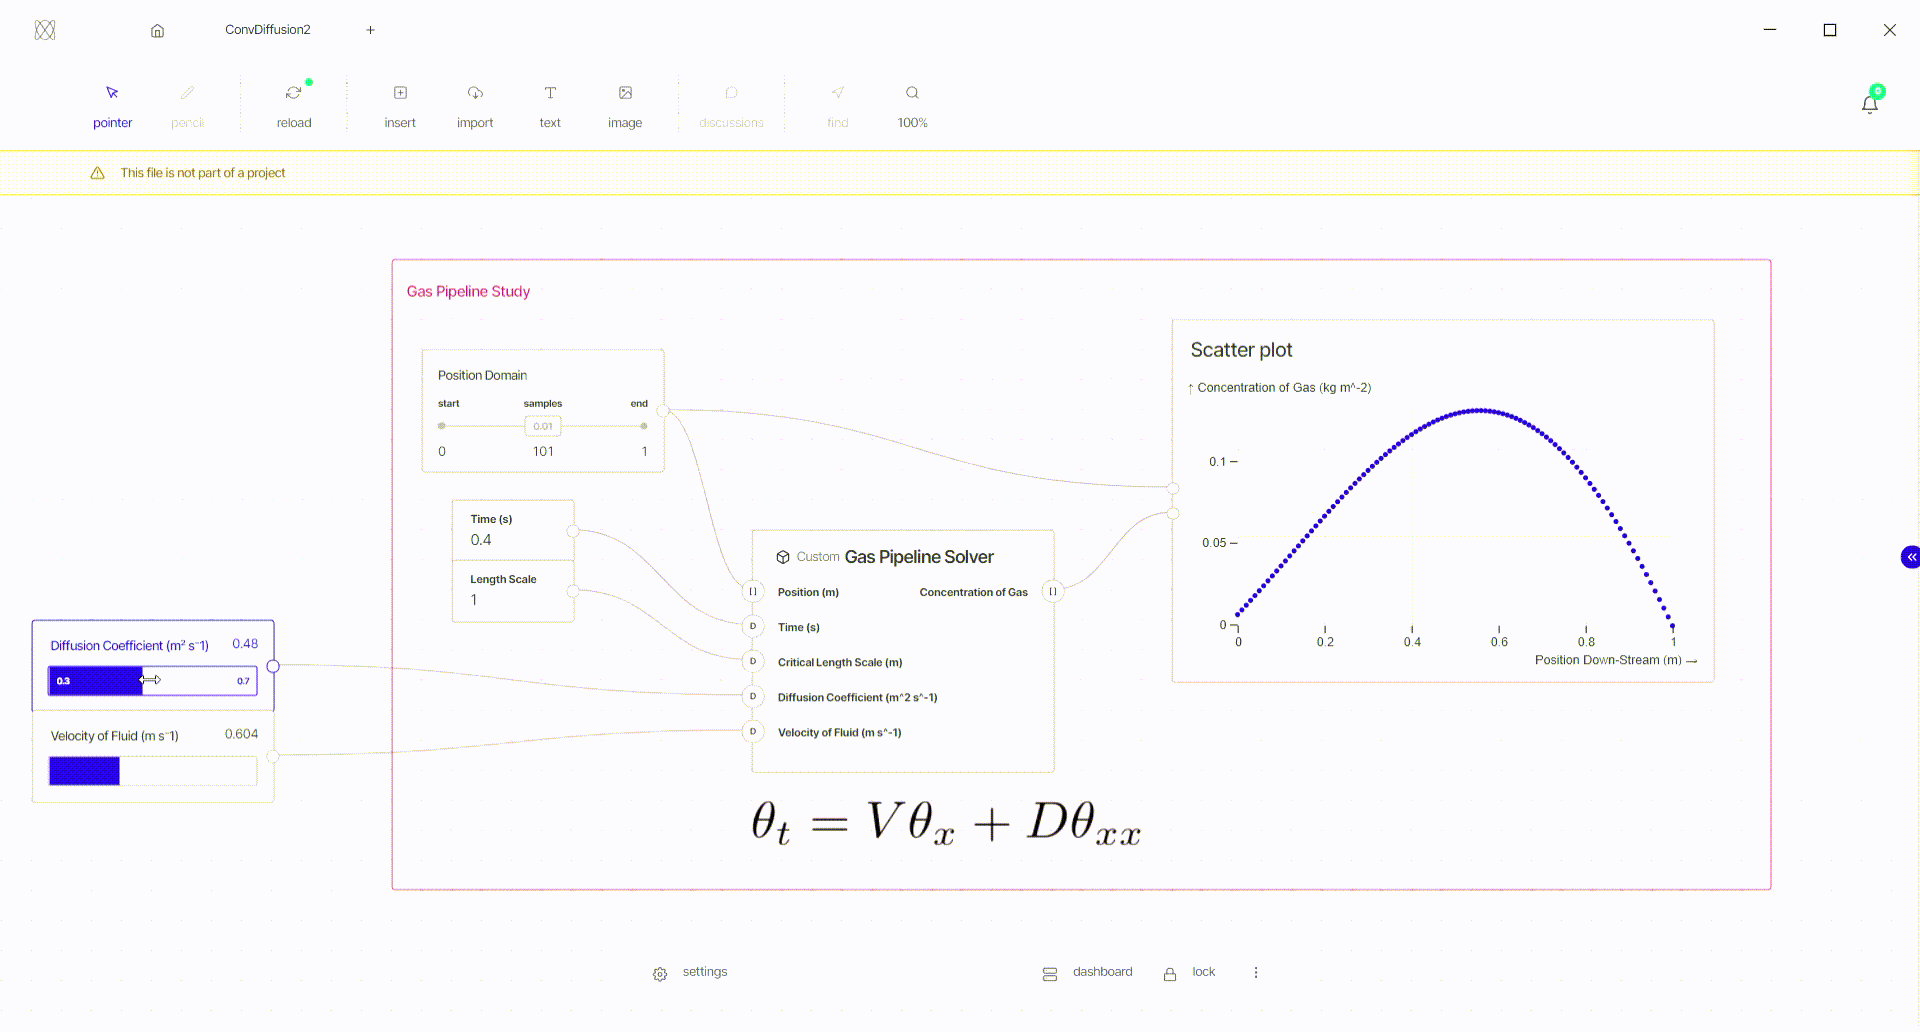 ConvDiffusion2 +
pointer pencil reload insert import text image discussions find 100%
This file is not part of a project
Gas Pipeline Study
Position Domain
start samples end
0.01
0 101 1
Time (s)
0.4
Length Scale
1
Diffusion Coefficient (m² s⁻¹) 0.48
0.3 0.7
Velocity of Fluid (m s⁻¹) 0.604
Custom Gas Pipeline Solver
[] Position (m) Concentration of Gas []
D Time (s)
D Critical Length Scale (m)
D Diffusion Coefficient (m^2 s^-1)
D Velocity of Fluid (m s^-1)
Scatter plot
↑ Concentration of Gas (kg m^-2)
0.1
0.05
0
0 0.2 0.4 0.6 0.8 1
Position Down-Stream (m) →
θₜ = Vθₓ + Dθₓₓ
settings dashboard lock